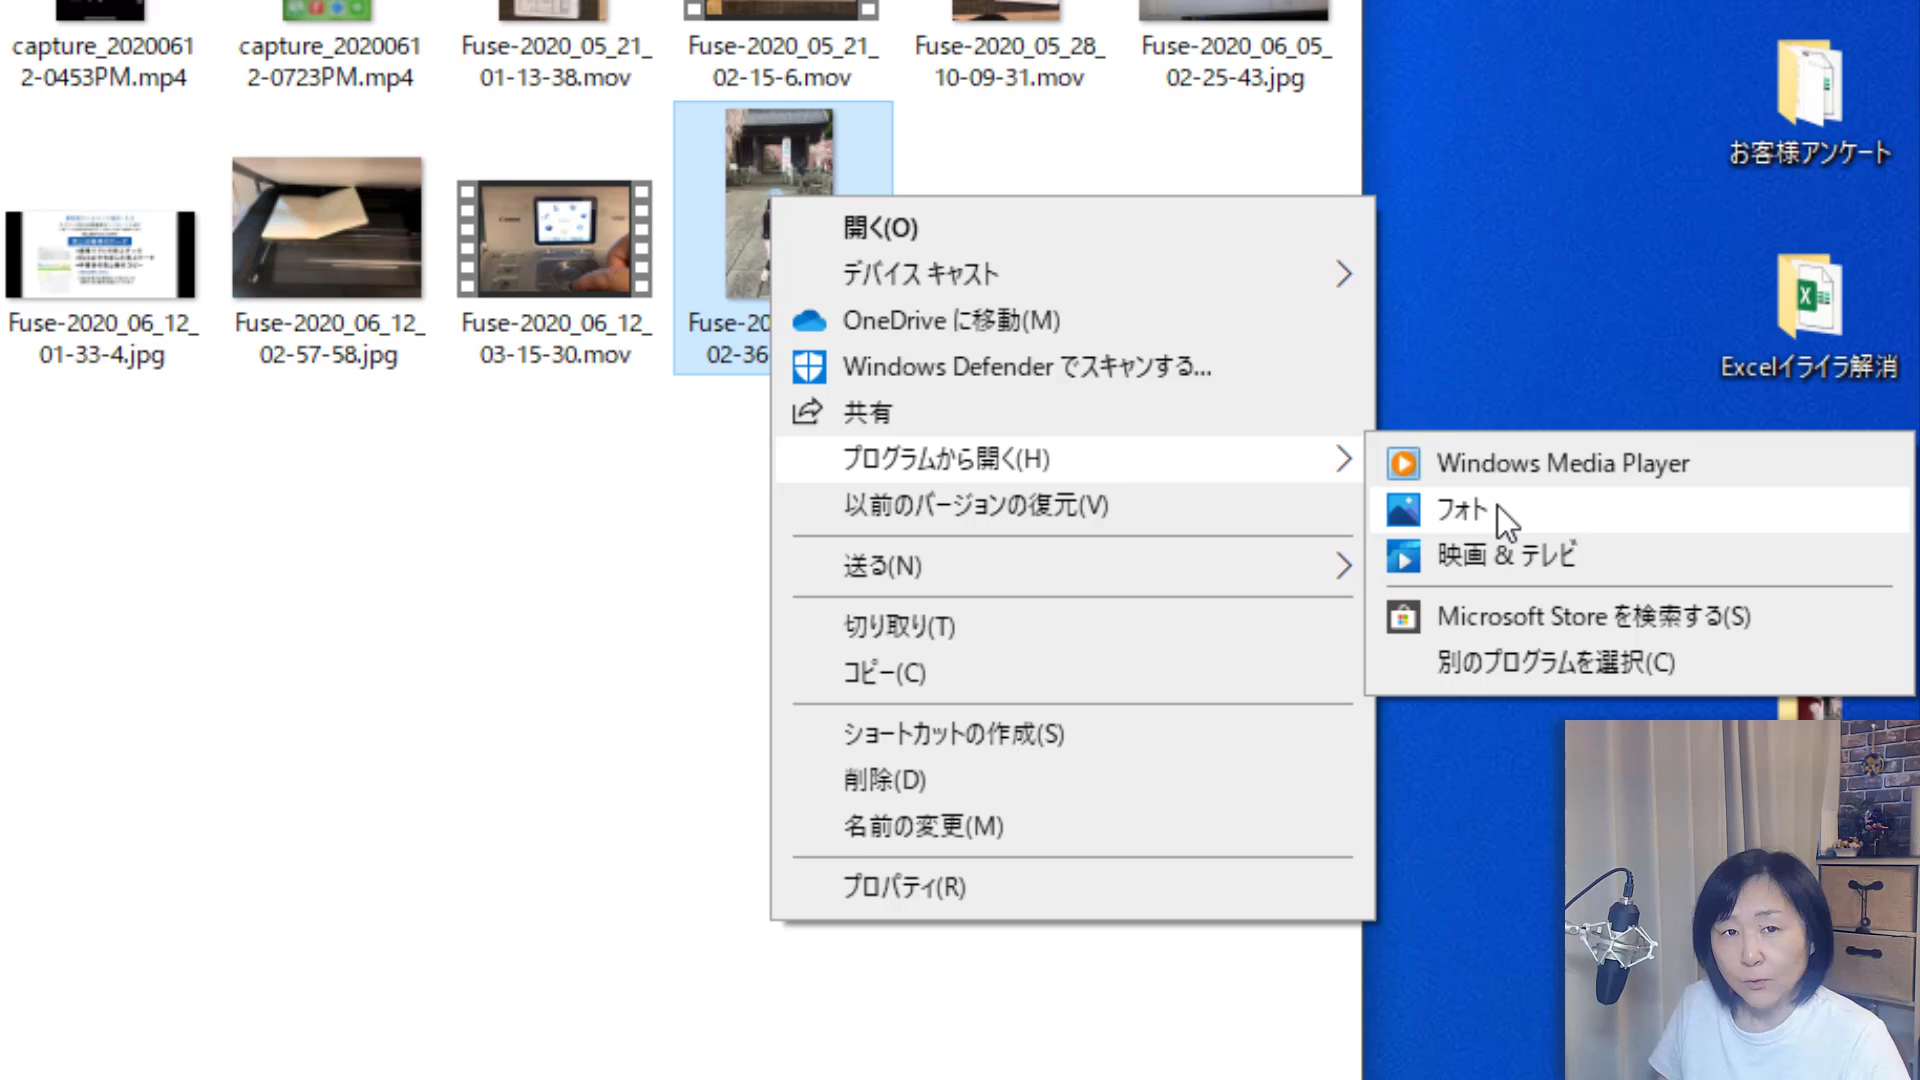 capture_2020061
2-0453PM.mp4
capture_2020061
2-0723PM.mp4
Fuse-2020_05_21_
01-13-38.mov
Fuse-2020_05_21_
02-15-6.mov
Fuse-2020_05_28_
10-09-31.mov
Fuse-2020_06_05_
02-25-43.jpg
Fuse-2020_06_12_
01-33-4.jpg
Fuse-2020_06_12_
02-57-58.jpg
Fuse-2020_06_12_
03-15-30.mov
Fuse-20
02-36
開く(O)
デバイス キャスト
OneDrive に移動(M)
Windows Defender でスキャンする...
共有
プログラムから開く(H)
以前のバージョンの復元(V)
送る(N)
切り取り(T)
コピー(C)
ショートカットの作成(S)
削除(D)
名前の変更(M)
プロパティ(R)
Windows Media Player
フォト
映画 & テレビ
Microsoft Store を検索する(S)
別のプログラムを選択(C)
お客様アンケート
Excelイライラ解消